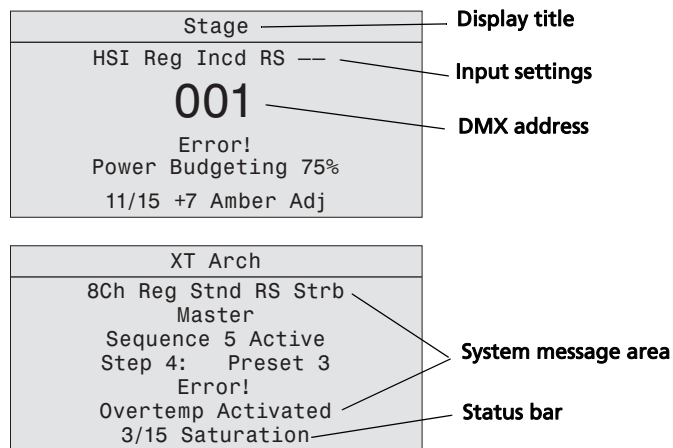 Stage
Display title
HSI Reg Incd RS ––
Input settings
001
DMX address
Error!
Power Budgeting 75%
11/15 +7 Amber Adj
XT Arch
8Ch Reg Stnd RS Strb
Master
Sequence 5 Active
Step 4: Preset 3
System message area
Error!
Overtemp Activated
Status bar
3/15 Saturation